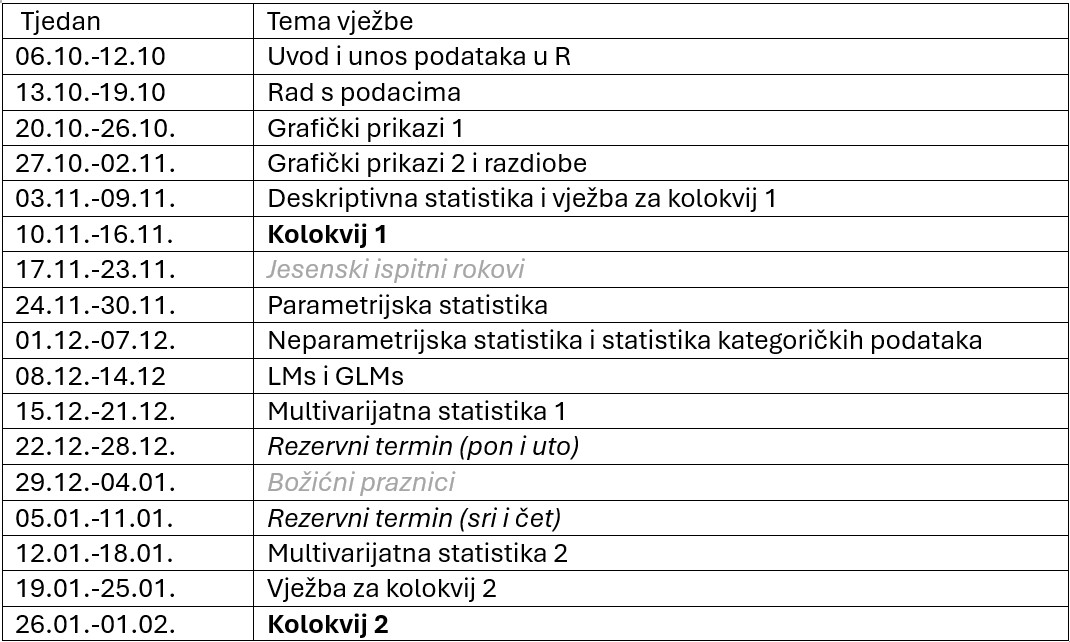 Tjedan Tema vježbe
06.10.-12.10 Uvod i unos podataka u R
13.10.-19.10 Rad s podacima
20.10.-26.10. Grafički prikazi 1
27.10.-02.11. Grafički prikazi 2 i razdiobe
03.11.-09.11. Deskriptivna statistika i vježba za kolokvij 1
10.11.-16.11. Kolokvij 1
17.11.-23.11. Jesenski ispitni rokovi
24.11.-30.11. Parametrijska statistika
01.12.-07.12. Neparametrijska statistika i statistika kategoričkih podataka
08.12.-14.12 LMs i GLMs
15.12.-21.12. Multivarijatna statistika 1
22.12.-28.12. Rezervni termin (pon i uto)
29.12.-04.01. Božićni praznici
05.01.-11.01. Rezervni termin (sri i čet)
12.01.-18.01. Multivarijatna statistika 2
19.01.-25.01. Vježba za kolokvij 2
26.01.-01.02. Kolokvij 2